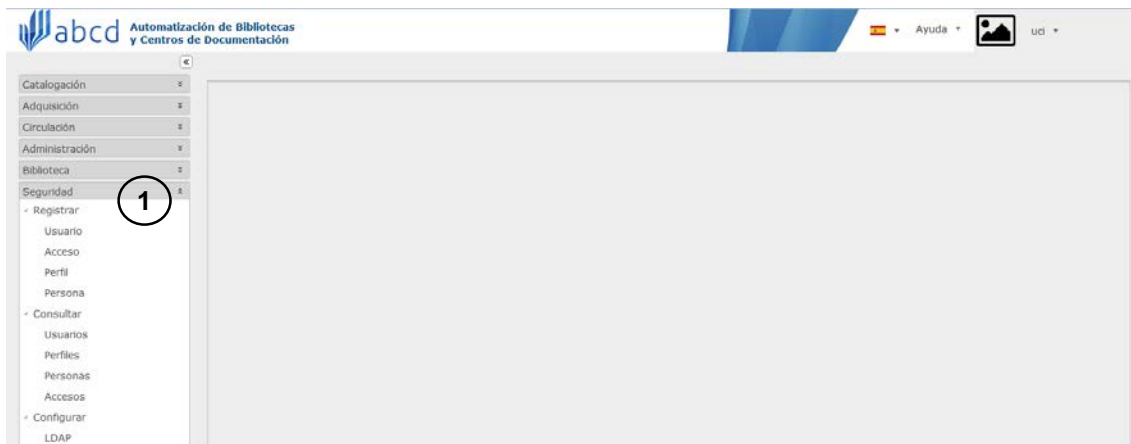 abcd Automatización de Bibliotecas
y Centros de Documentación
Ayuda
uci
Catalogación
Adquisición
Circulación
Administración
Biblioteca
Seguridad
1
Registrar
Usuario
Acceso
Perfil
Persona
Consultar
Usuarios
Perfiles
Personas
Accesos
Configurar
LDAP